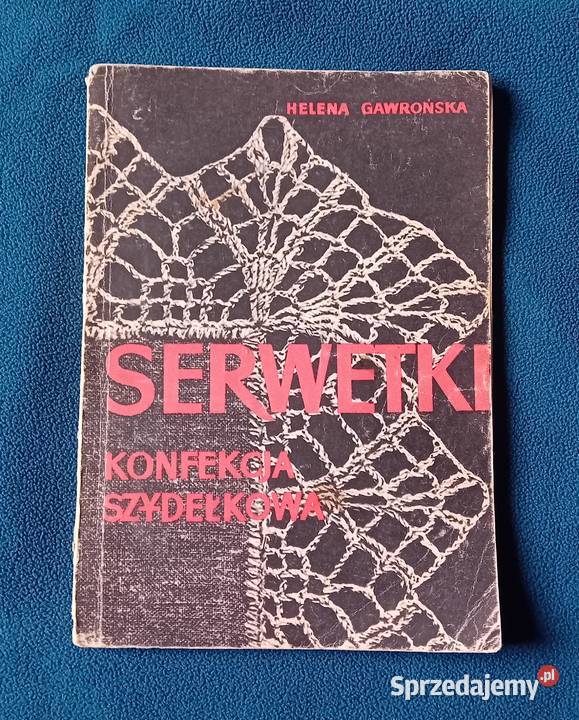 HELENA GAWROŃSKA
SERWETKI
KONFEKCJA
SZYDEŁKOWA
Sprzedajemy.pl